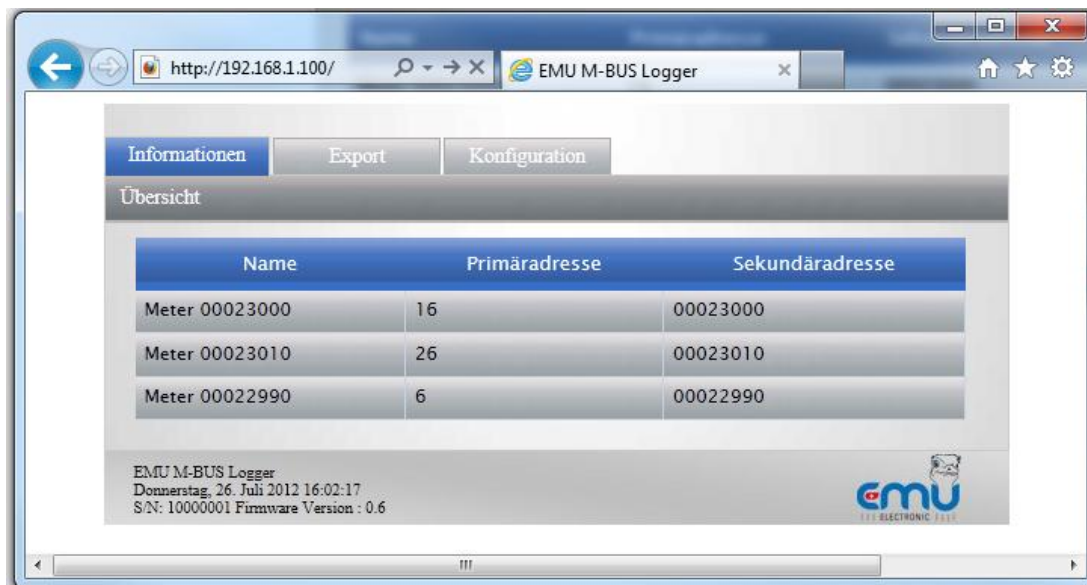 http://192.168.1.100/
EMU M-BUS Logger
Informationen
Export
Konfiguration
Übersicht
Name Primäradresse Sekundäradresse
Meter 00023000 16 00023000
Meter 00023010 26 00023010
Meter 00022990 6 00022990
EMU M-BUS Logger
Donnerstag, 26. Juli 2012 16:02:17
S/N: 10000001 Firmware Version : 0.6
emu
ELECTRONIC